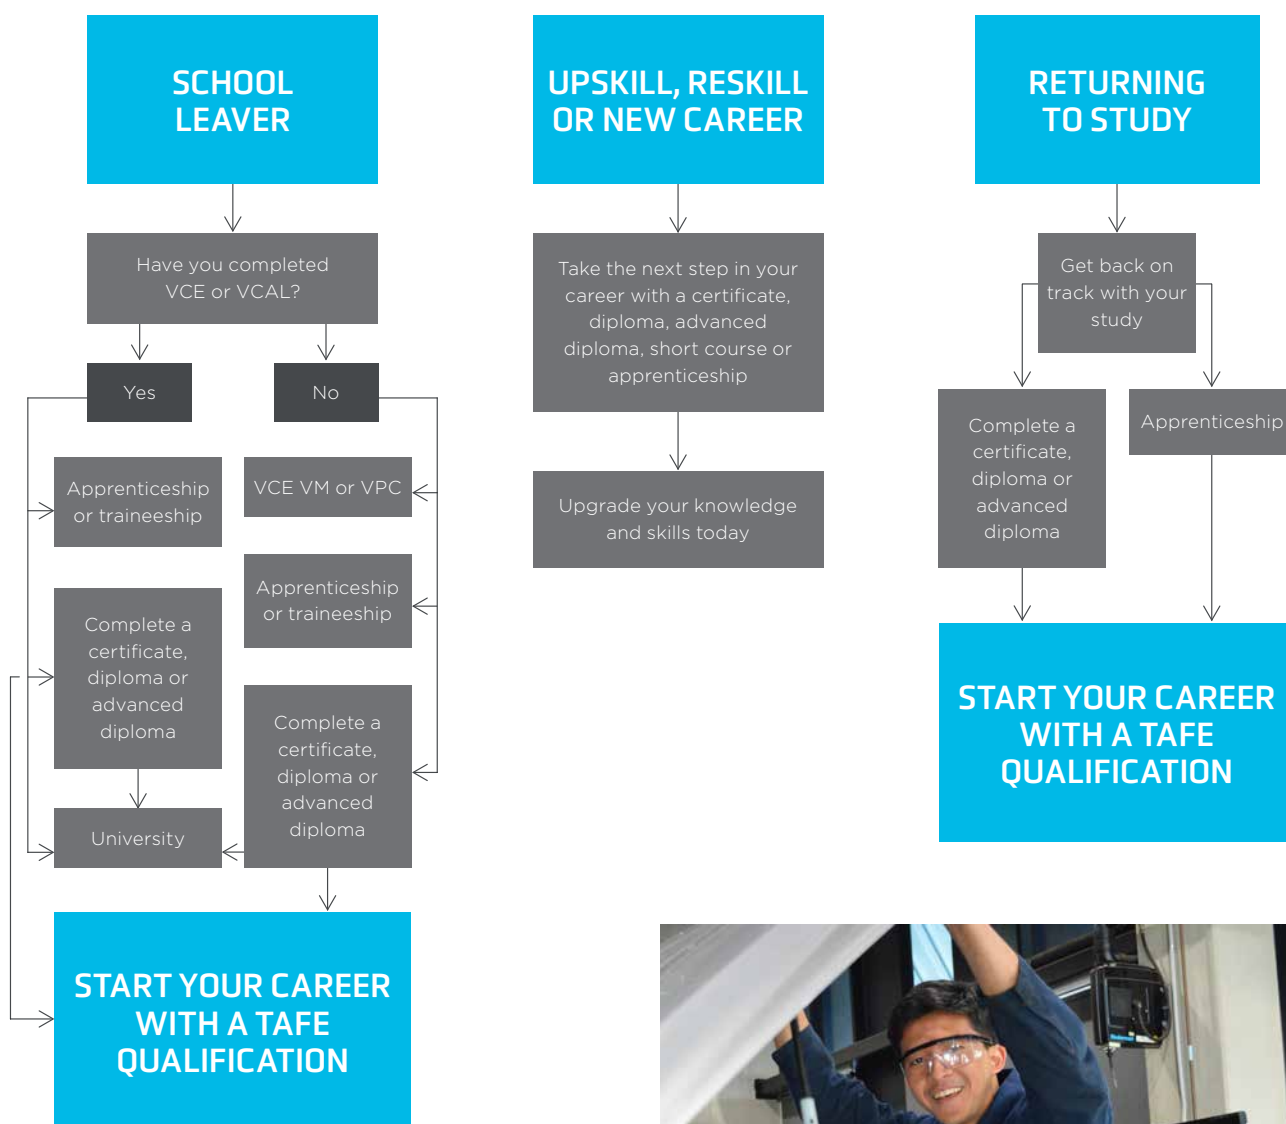 SCHOOL
LEAVER
Have you completed
VCE or VCAL?
Yes
No
Apprenticeship
or traineeship
Complete a
certificate,
diploma or
advanced
diploma
University
VCE VM or VPC
Apprenticeship
or traineeship
Complete a
certificate,
diploma or
advanced
diploma
START YOUR CAREER
WITH A TAFE
QUALIFICATION
UPSKILL, RESKILL
OR NEW CAREER
Take the next step in your
career with a certificate,
diploma, advanced
diploma, short course or
apprenticeship
Upgrade your knowledge
and skills today
RETURNING
TO STUDY
Get back on
track with your
study
Complete a
certificate,
diploma or
advanced
diploma
Apprenticeship
START YOUR CAREER
WITH A TAFE
QUALIFICATION